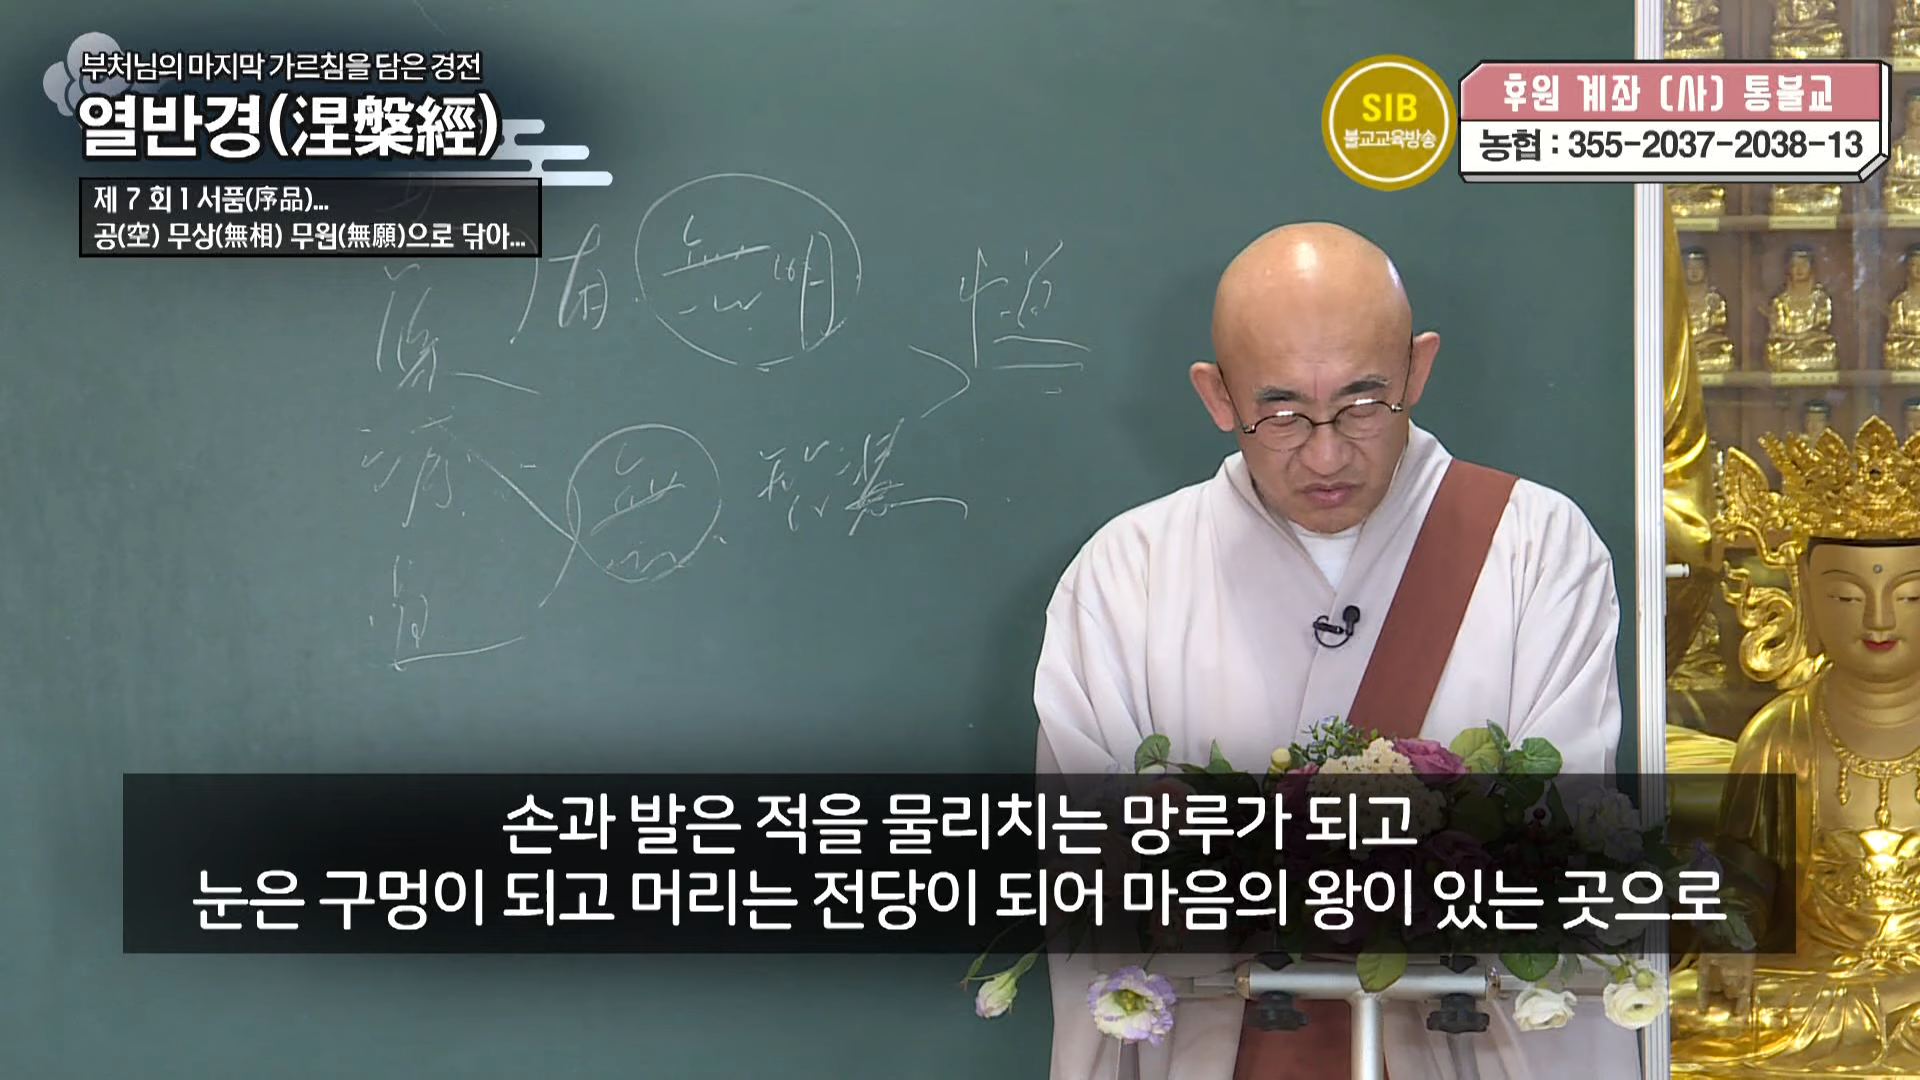 부처님의 마지막 가르침을 담은 경전
열반경(涅槃經)
제 7 회 1 서품(序品)...
공(空) 무상(無相) 무원(無願)으로 닦아...
SIB
불교교육방송
후원 계좌 (사) 통불교
농협 : 355-2037-2038-13
손과 발은 적을 물리치는 망루가 되고
눈은 구멍이 되고 머리는 전당이 되어 마음의 왕이 있는 곳으로